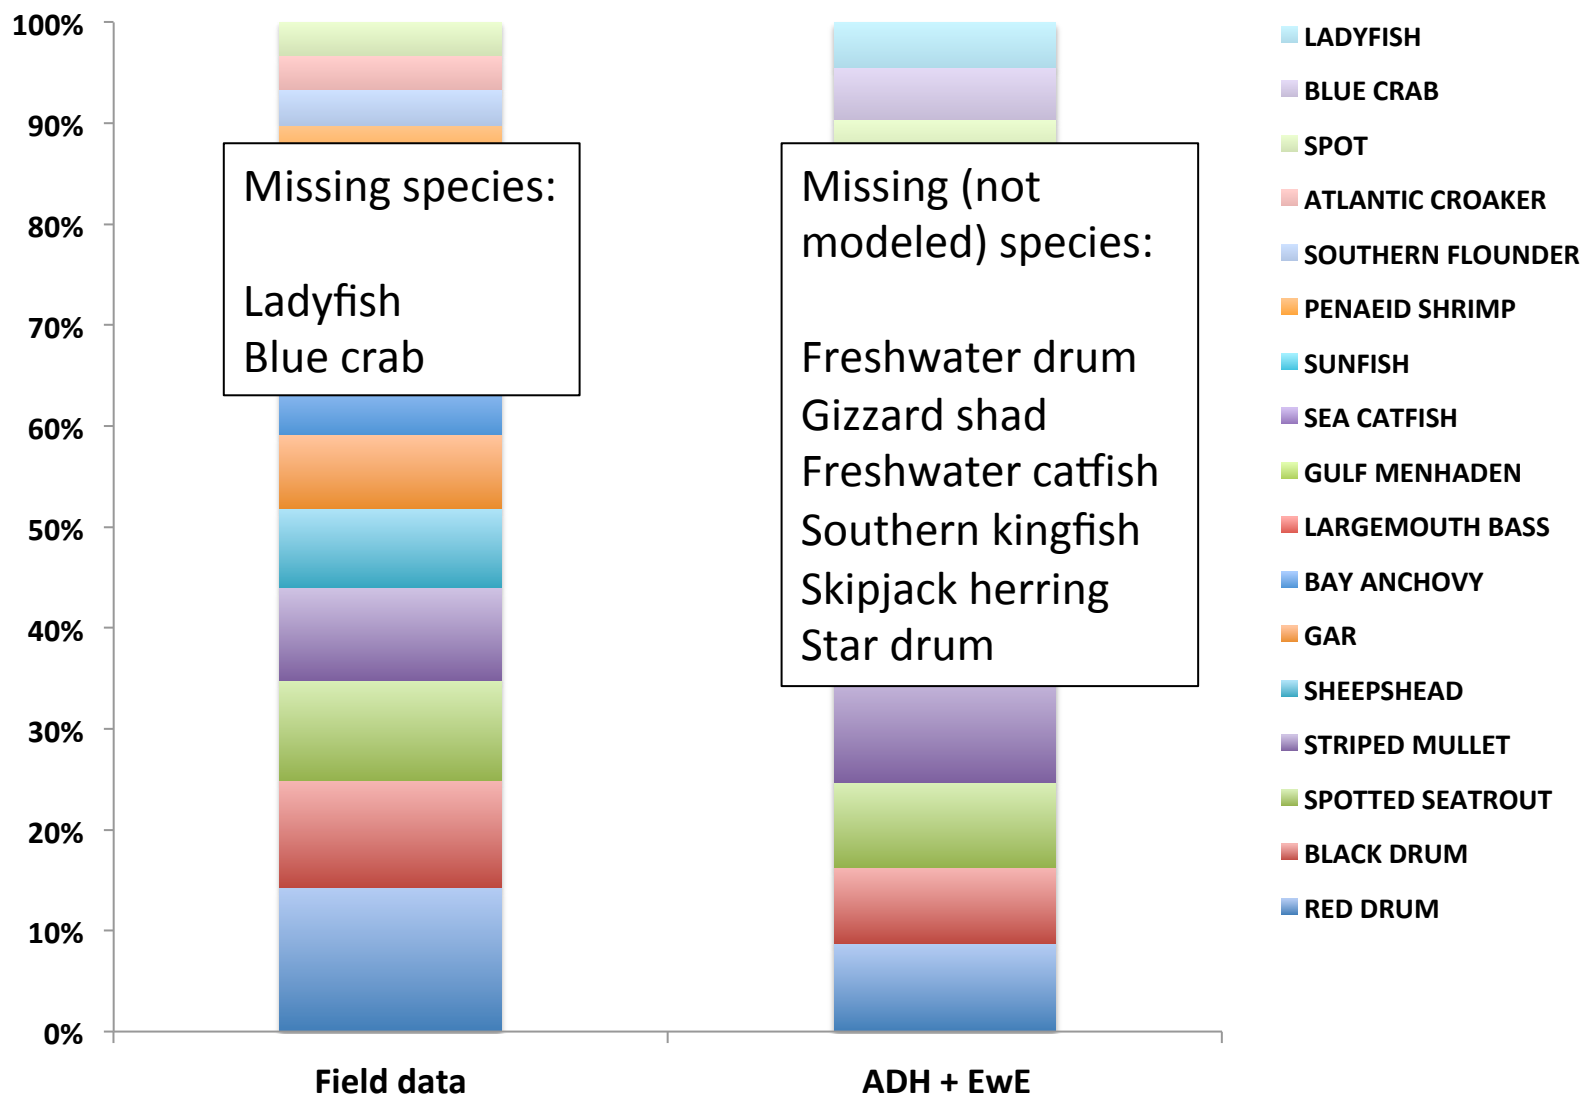 100%
90%
80%
70%
60%
50%
40%
30%
20%
10%
0%
Missing species:
Ladyfish
Blue crab
Missing (not
modeled) species:
Freshwater drum
Gizzard shad
Freshwater catfish
Southern kingfish
Skipjack herring
Star drum
Field data
ADH + EwE
LADYFISH
BLUE CRAB
SPOT
ATLANTIC CROAKER
SOUTHERN FLOUNDER
PENAEID SHRIMP
SUNFISH
SEA CATFISH
GULF MENHADEN
LARGEMOUTH BASS
BAY ANCHOVY
GAR
SHEEPSHEAD
STRIPED MULLET
SPOTTED SEATROUT
BLACK DRUM
RED DRUM